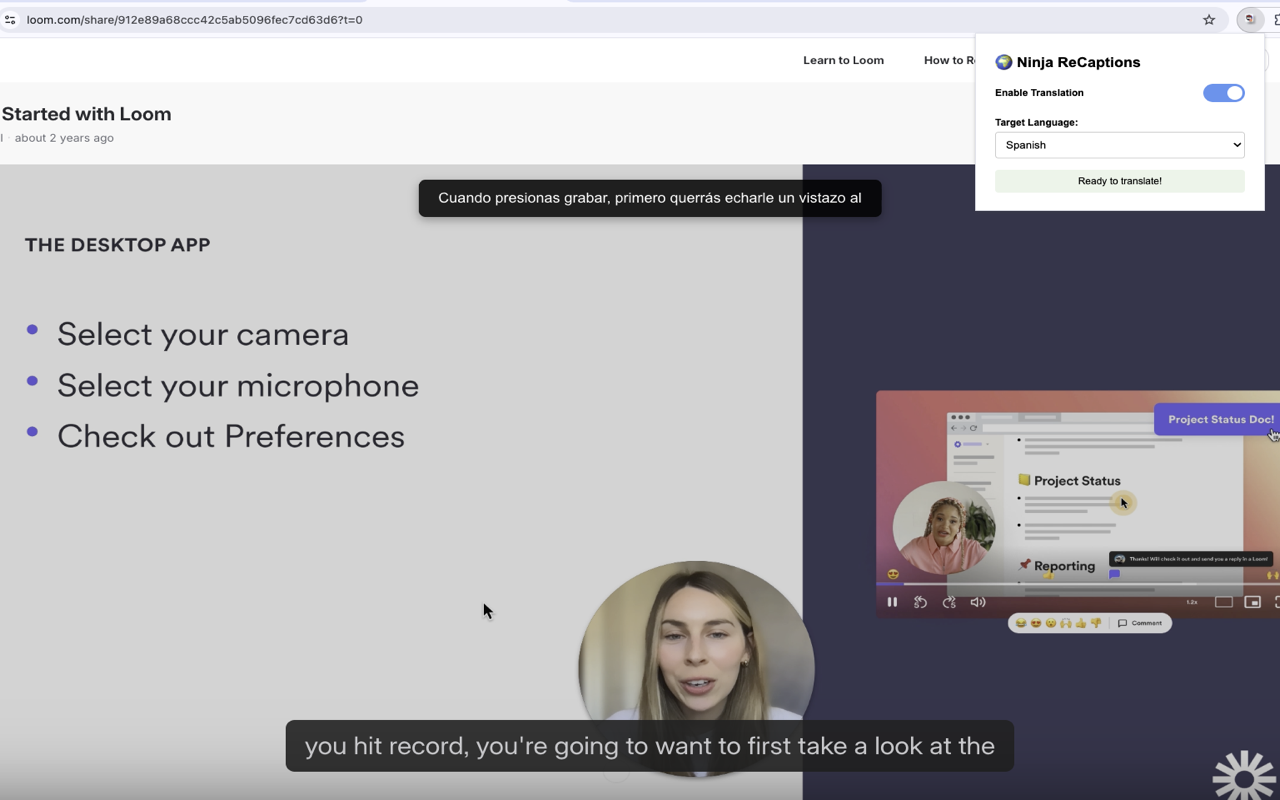 loom.com/share/912e89a68ccc42c5ab5096fec7cd63d6?t=0
Learn to Loom
How to R
🌍 Ninja ReCaptions
Enable Translation
Target Language:
Spanish
Ready to translate!
Started with Loom
l · about 2 years ago
Cuando presionas grabar, primero querrás echarle un vistazo al
THE DESKTOP APP
• Select your camera
• Select your microphone
• Check out Preferences
Project Status Doc!
Project Status
Thanks! Will check it out and send you a reply in a Loom!
Reporting
1.2x
Comment
you hit record, you're going to want to first take a look at the